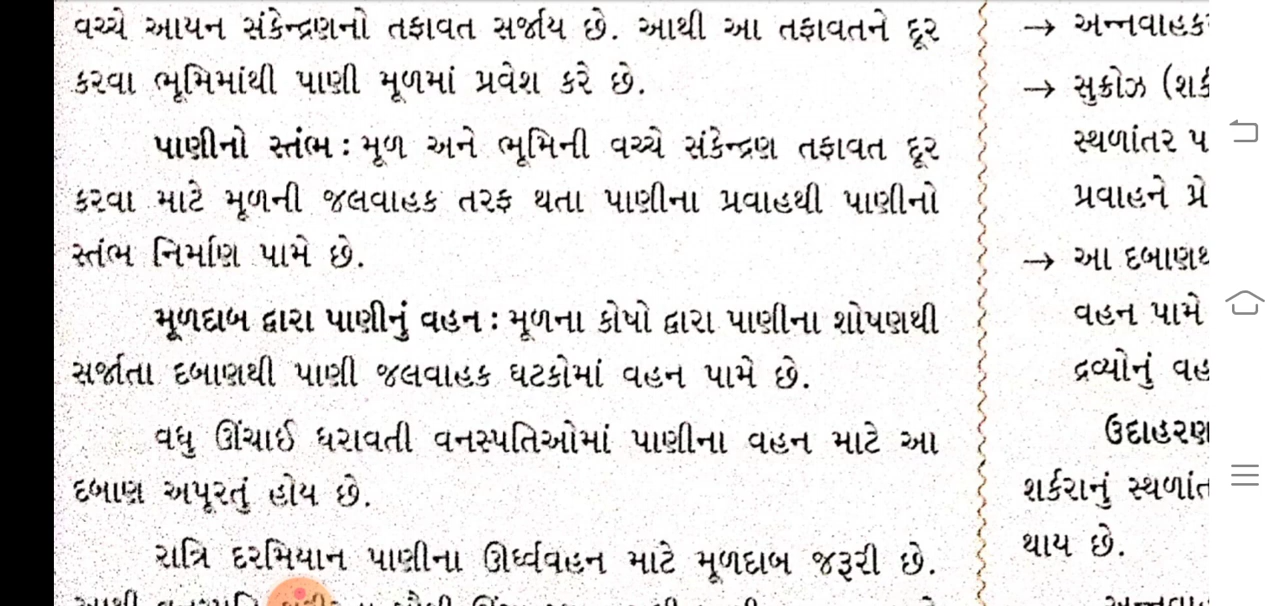 વચ્ચે આયન સંકેન્દ્રણનો તફાવત સર્જાય છે. આથી આ તફાવતને દૂર
કરવા ભૂમિમાંથી પાણી મૂળમાં પ્રવેશ કરે છે.
પાણીનો સ્તંભ : મૂળ અને ભૂમિની વચ્ચે સંકેન્દ્રણ તફાવત દૂર
કરવા માટે મૂળની જલવાહક તરફ થતા પાણીના પ્રવાહથી પાણીનો
સ્તંભ નિર્માણ પામે છે.
મૂળદાબ દ્વારા પાણીનું વહન : મૂળના કોષો દ્વારા પાણીના શોષણથી
સર્જાતા દબાણથી પાણી જલવાહક ઘટકોમાં વહન પામે છે.
વધુ ઊંચાઈ ધરાવતી વનસ્પતિઓમાં પાણીના વહન માટે આ
દબાણ અપૂરતું હોય છે.
રાત્રિ દરમિયાન પાણીના ઊર્ધ્વવહન માટે મૂળદાબ જરૂરી છે.
→ અન્નવાહક
→ સુક્રોઝ (શર્ક
સ્થળાંતર પ
પ્રવાહને પ્રે
→ આ દબાણ
વહન પામે
દ્રવ્યોનું વહ
ઉદાહરણ
શર્કરાનું સ્થળાંત
થાય છે.